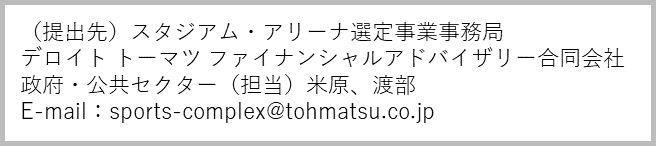 （提出先）スタジアム・アリーナ選定事業事務局
デロイト トーマツ ファイナンシャルアドバイザリー合同会社
政府・公共セクター（担当）米原、渡部
E-mail：sports-complex@tohmatsu.co.jp